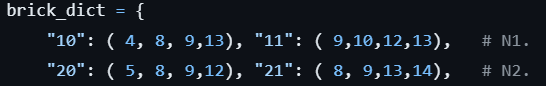 brick_dict = {
"10": ( 4, 8, 9,13), "11": ( 9,10,12,13),   # N1.
"20": ( 5, 8, 9,12), "21": ( 8, 9,13,14),   # N2.